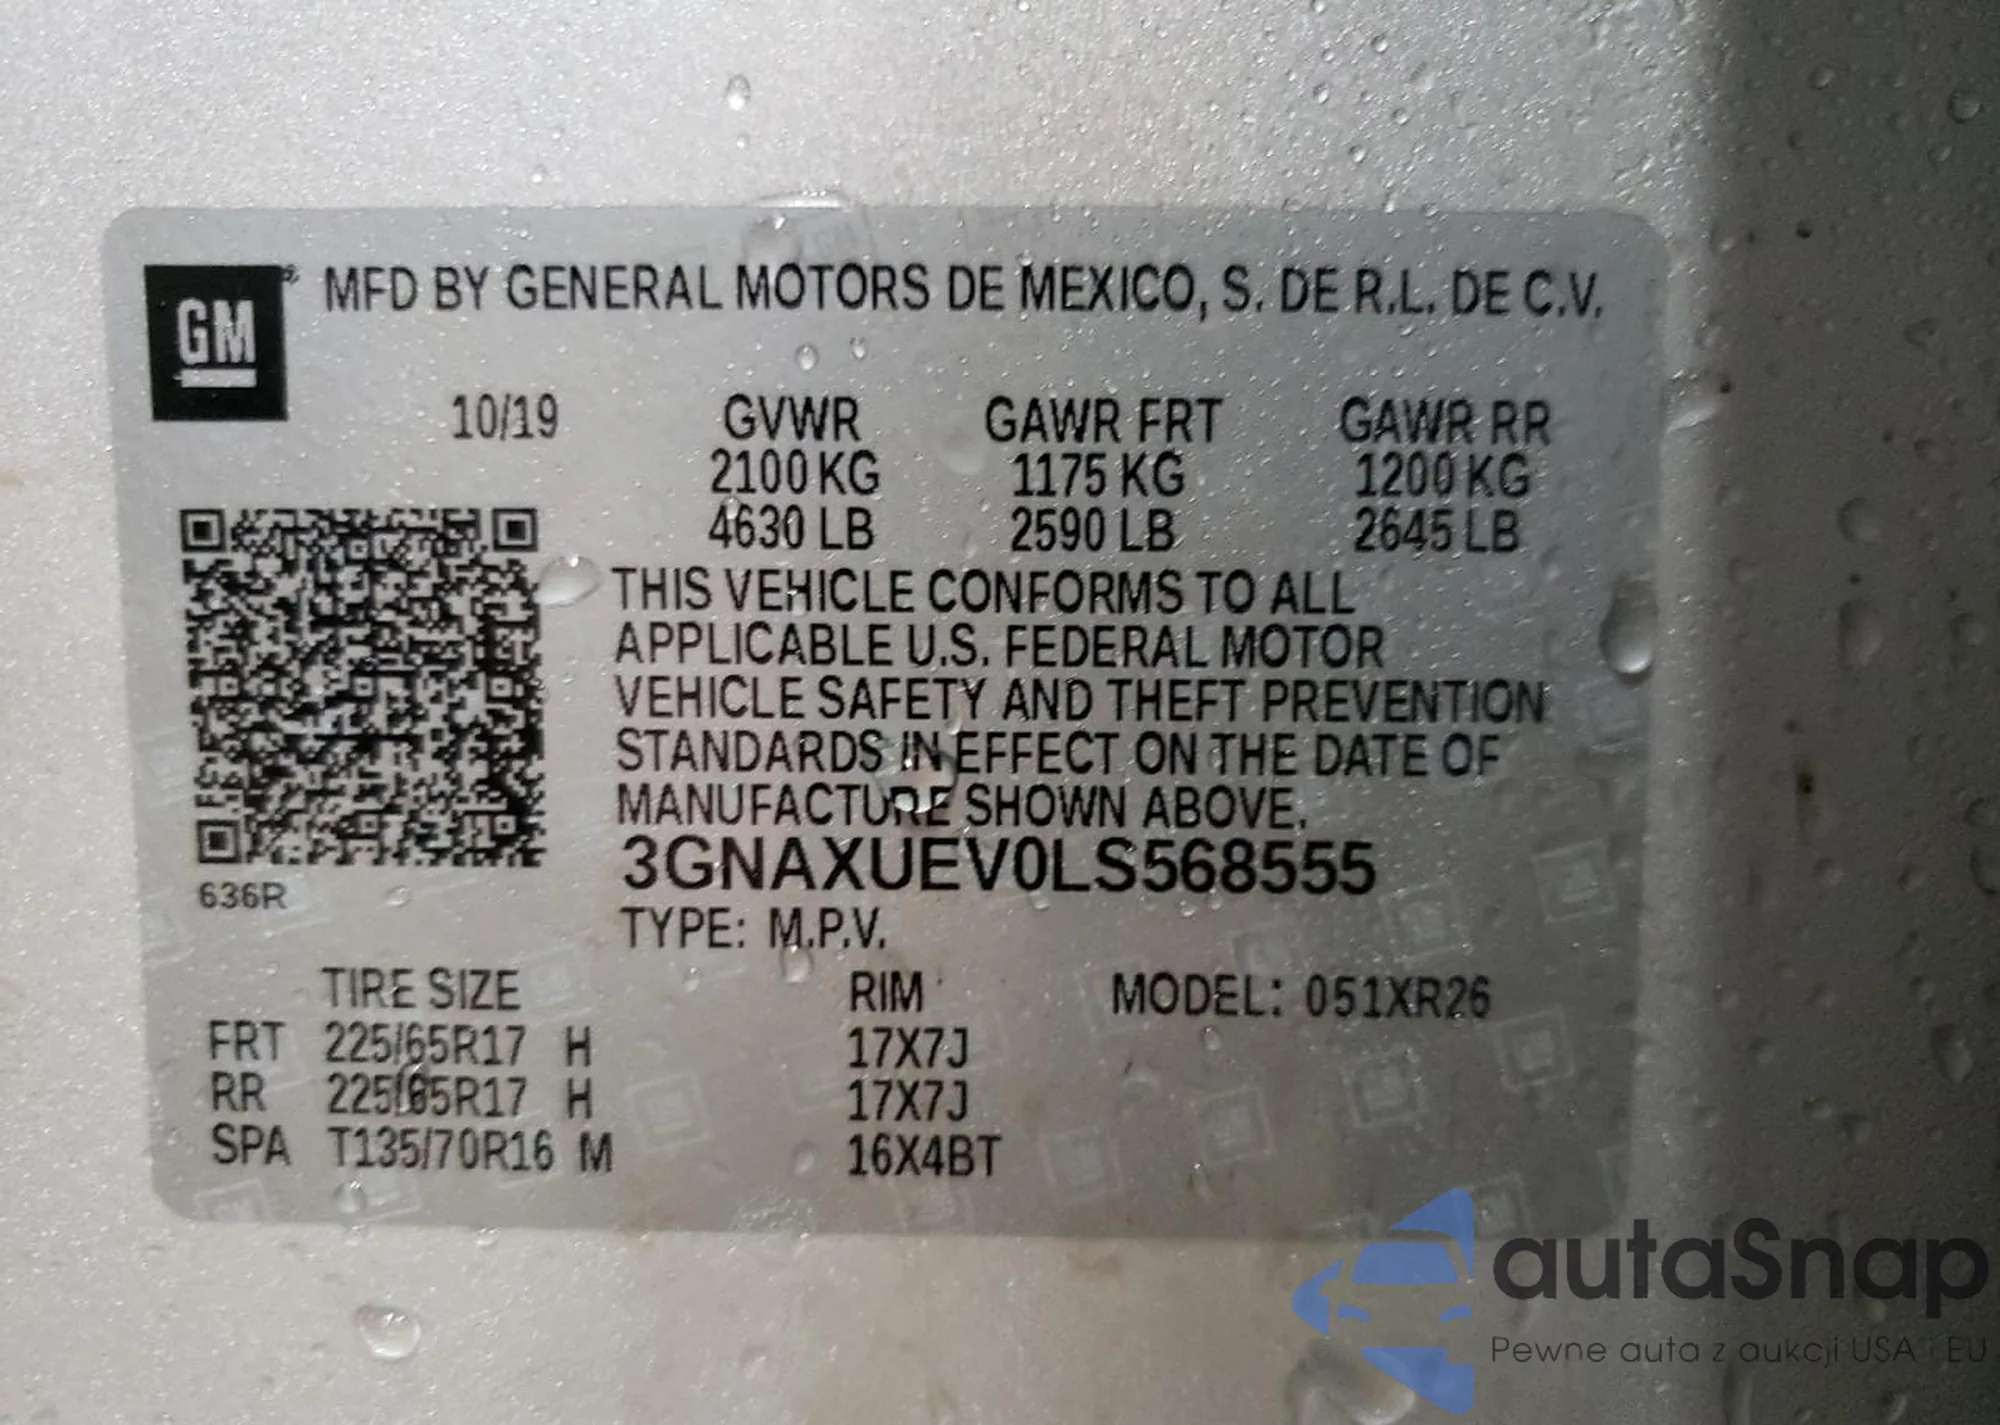 GM® MFD BY GENERAL MOTORS DE MEXICO, S. DE R.L. DE C.V.
10/19 GVWR GAWR FRT GAWR RR
2100 KG 1175 KG 1200 KG
4630 LB 2590 LB 2645 LB
THIS VEHICLE CONFORMS TO ALL
APPLICABLE U.S. FEDERAL MOTOR
VEHICLE SAFETY AND THEFT PREVENTION
STANDARDS IN EFFECT ON THE DATE OF
MANUFACTURE SHOWN ABOVE.
3GNAXUEV0LS568555
636R
TYPE: M.P.V.
TIRE SIZE RIM MODEL: 051XR26
FRT 225/65R17 H 17X7J
RR 225/65R17 H 17X7J
SPA T135/70R16 M 16X4BT
autaSnap
Pewne auta z aukcji USA i EU